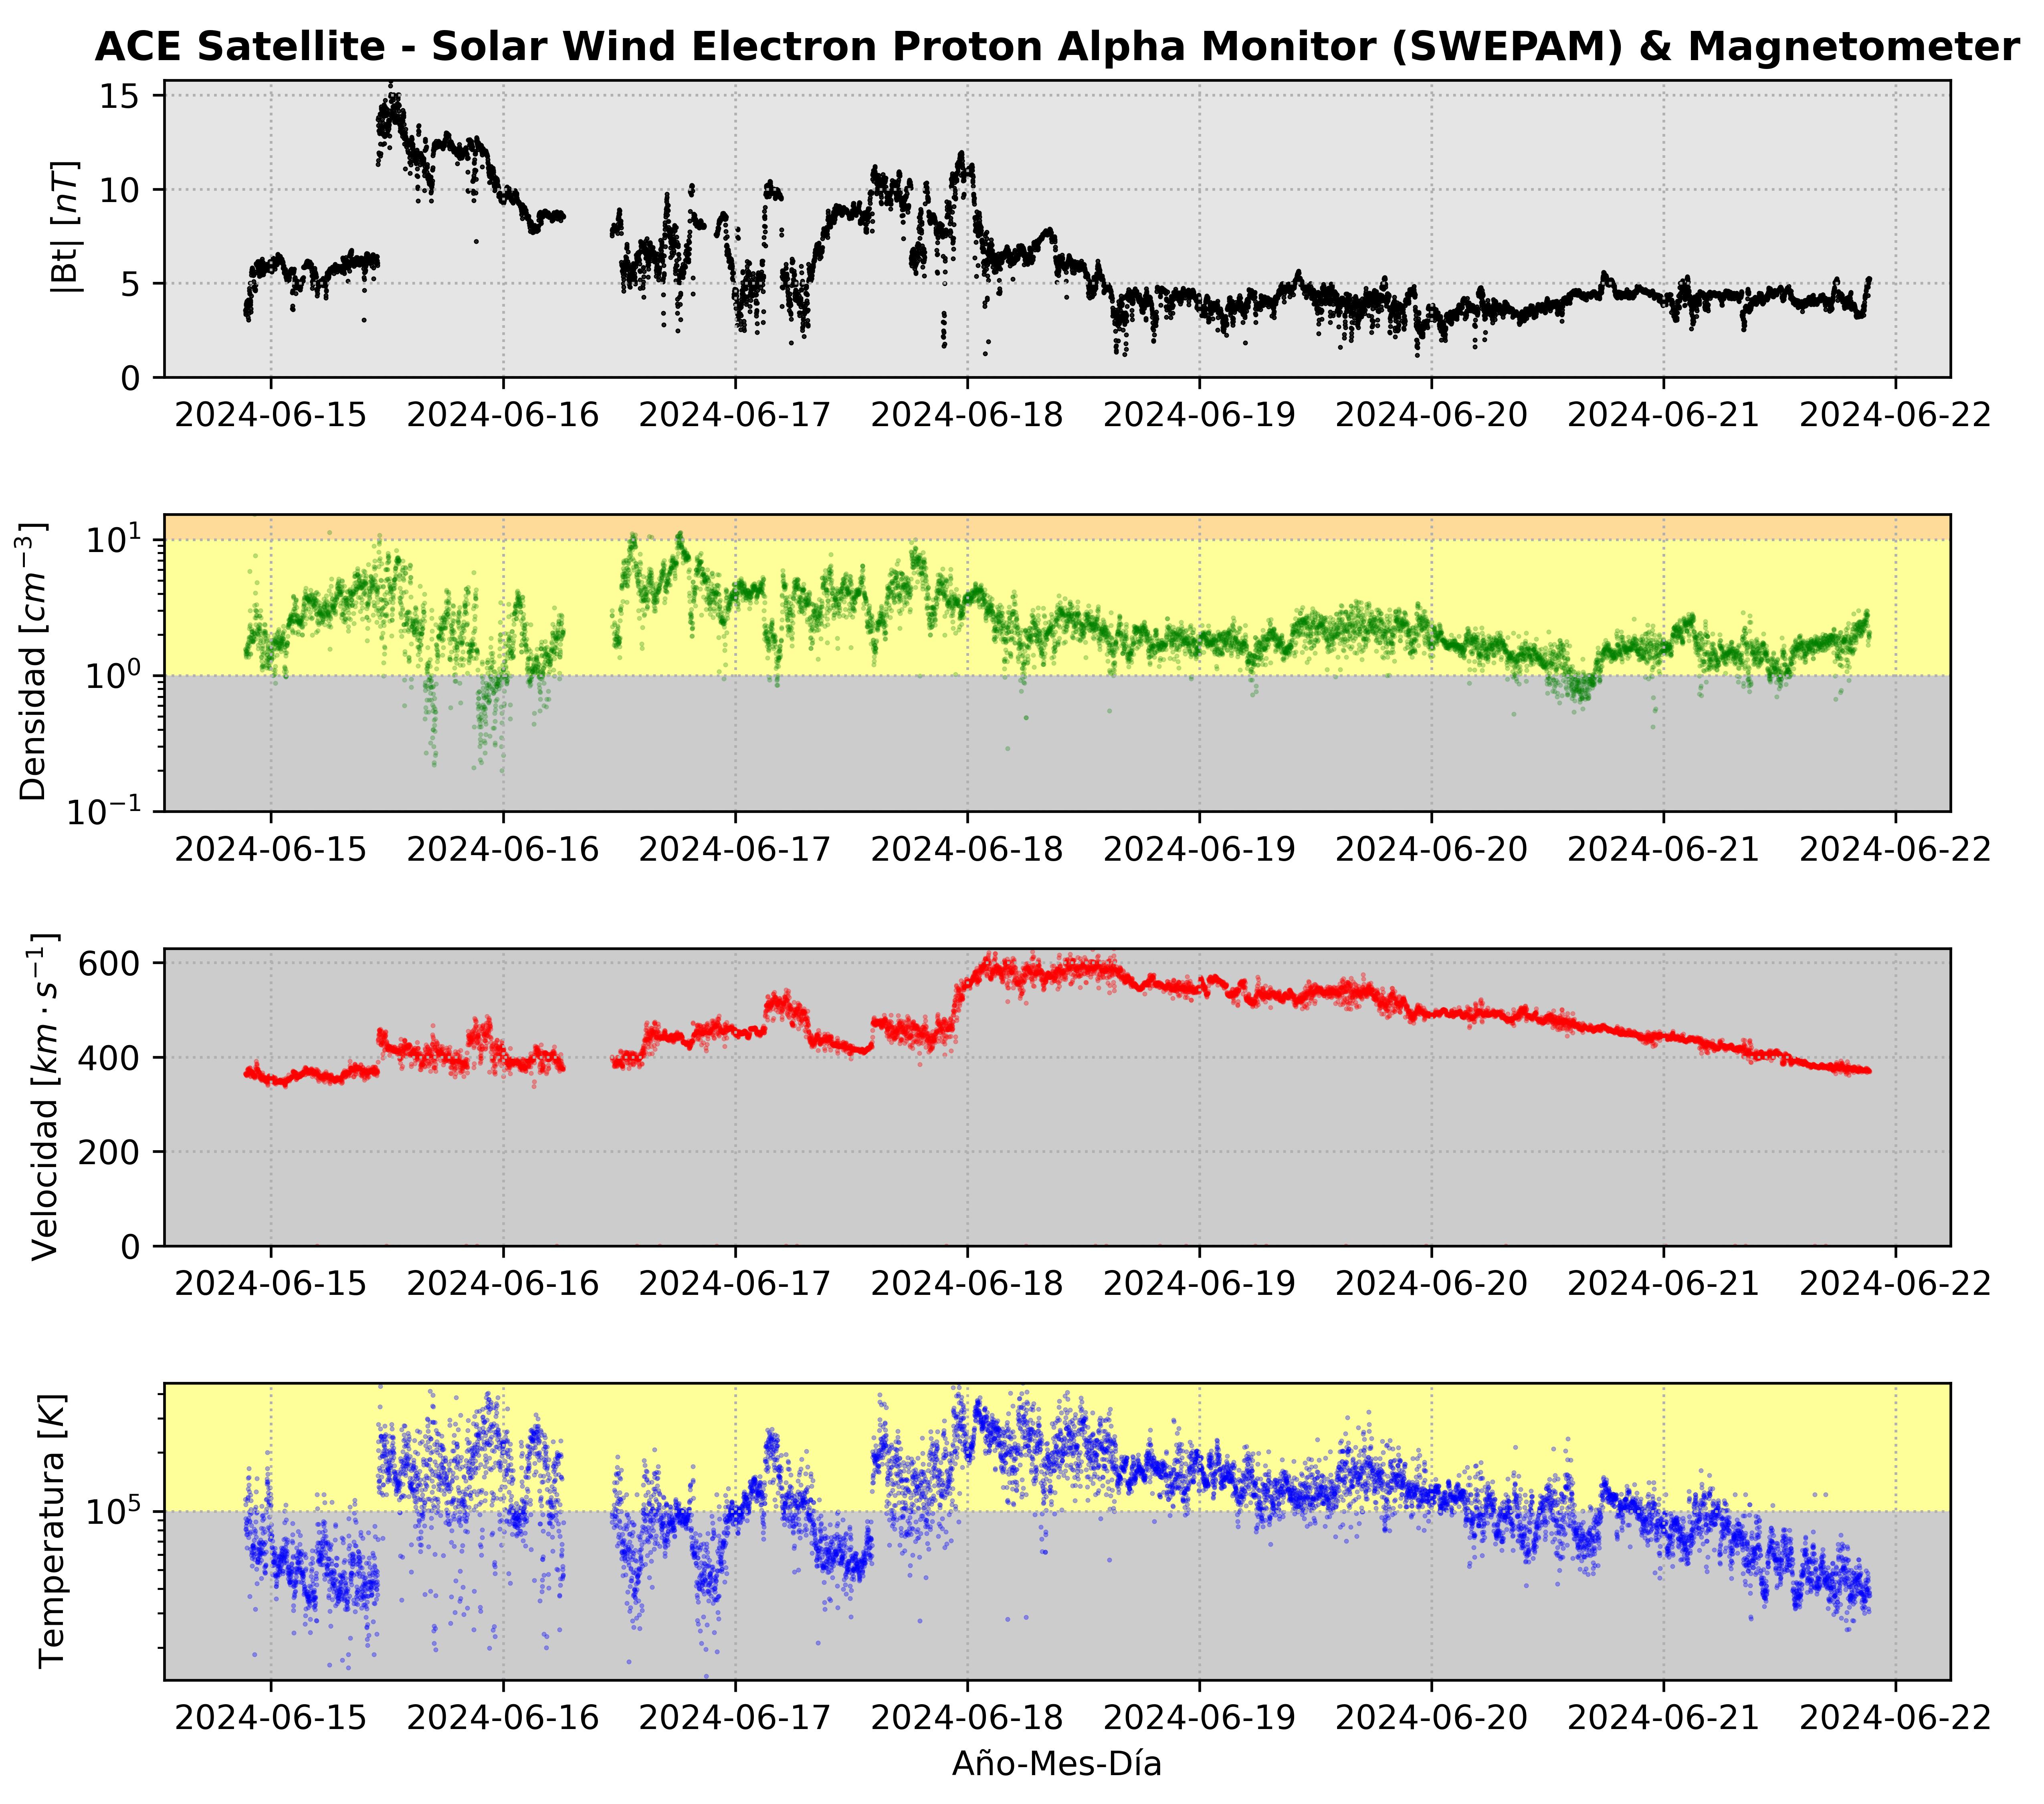 ACE Satellite - Solar Wind Electron Proton Alpha Monitor (SWEPAM) & Magnetometer
|Bt| [nT]
15
10
5
0
2024-06-15 2024-06-16 2024-06-17 2024-06-18 2024-06-19 2024-06-20 2024-06-21 2024-06-22
Densidad [cm⁻³]
10¹
10⁰
10⁻¹
2024-06-15 2024-06-16 2024-06-17 2024-06-18 2024-06-19 2024-06-20 2024-06-21 2024-06-22
Velocidad [km · s⁻¹]
600
400
200
0
2024-06-15 2024-06-16 2024-06-17 2024-06-18 2024-06-19 2024-06-20 2024-06-21 2024-06-22
Temperatura [K]
10⁵
2024-06-15 2024-06-16 2024-06-17 2024-06-18 2024-06-19 2024-06-20 2024-06-21 2024-06-22
Año-Mes-Día